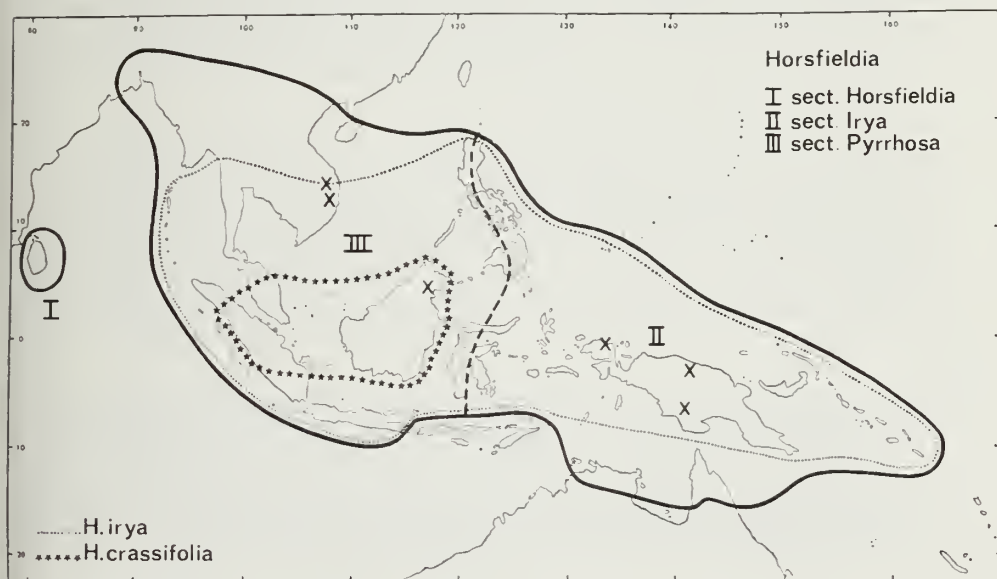 80 90 100 110 120 130 140 150 160
Horsfieldia
I sect. Horsfieldia
II sect. Irya
III sect. Pyrrhosa
20
10
III
I
II
0
10
H. irya
H. crassifolia
20